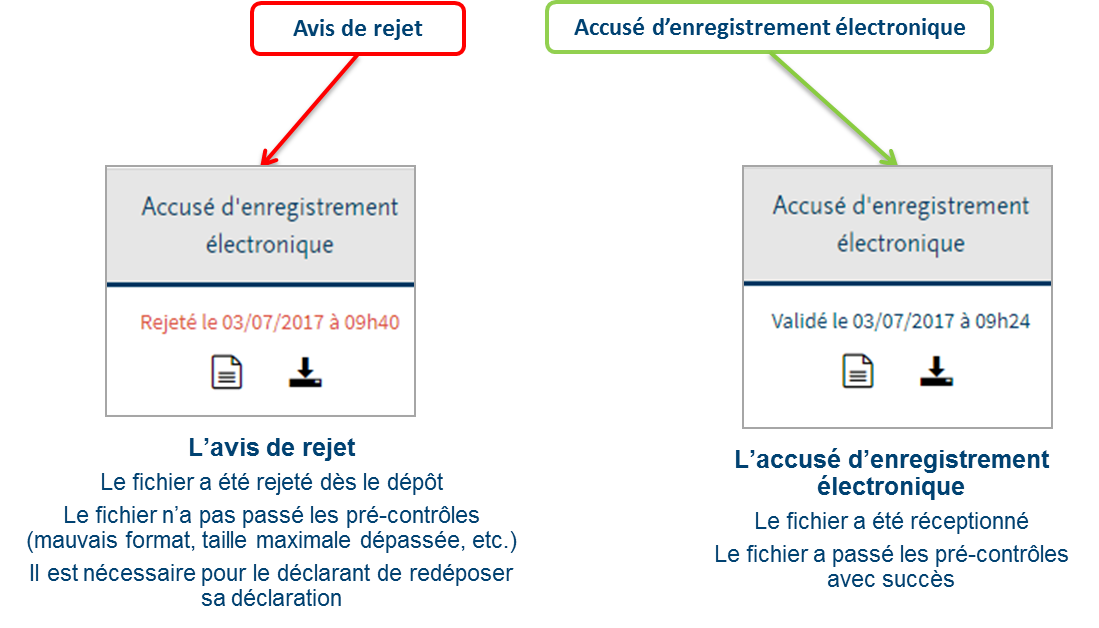 Avis de rejet
Accusé d’enregistrement électronique
Accusé d'enregistrement
électronique
Rejeté le 03/07/2017 à 09h40
L’avis de rejet
Le fichier a été rejeté dès le dépôt
Le fichier n’a pas passé les pré-contrôles
(mauvais format, taille maximale dépassée, etc.)
Il est nécessaire pour le déclarant de redéposer
sa déclaration
Accusé d'enregistrement
électronique
Validé le 03/07/2017 à 09h24
L’accusé d’enregistrement
électronique
Le fichier a été réceptionné
Le fichier a passé les pré-contrôles
avec succès